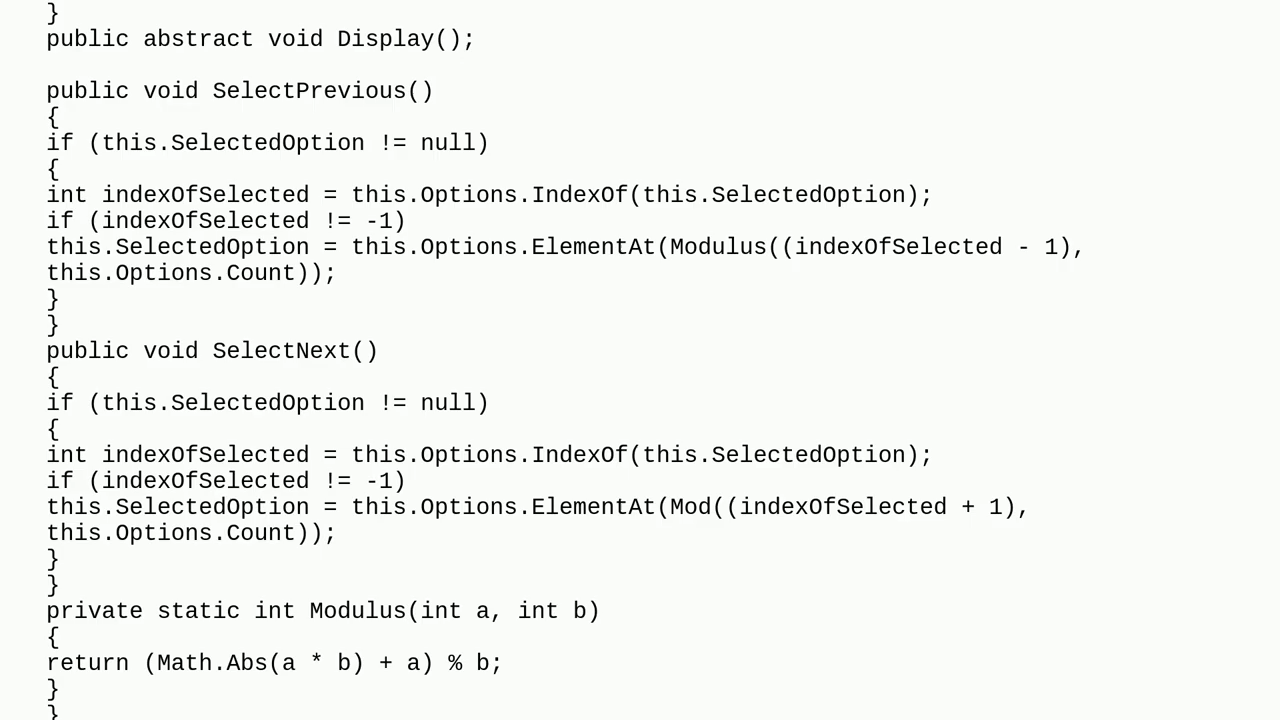 }
public abstract void Display();
public void SelectPrevious()
{
if (this.SelectedOption != null)
{
int indexOfSelected = this.Options.IndexOf(this.SelectedOption);
if (indexOfSelected != -1)
this.SelectedOption = this.Options.ElementAt(Modulus((indexOfSelected - 1),
this.Options.Count));
}
}
public void SelectNext()
{
if (this.SelectedOption != null)
{
int indexOfSelected = this.Options.IndexOf(this.SelectedOption);
if (indexOfSelected != -1)
this.SelectedOption = this.Options.ElementAt(Mod((indexOfSelected + 1),
this.Options.Count));
}
}
private static int Modulus(int a, int b)
{
return (Math.Abs(a * b) + a) % b;
}
}